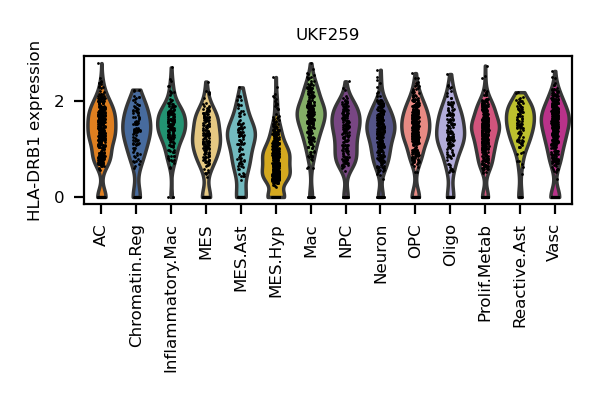 UKF259
HLA-DRB1 expression
2
0
AC
Chromatin.Reg
Inflammatory.Mac
MES
MES.Ast
MES.Hyp
Mac
NPC
Neuron
OPC
Oligo
Prolif.Metab
Reactive.Ast
Vasc